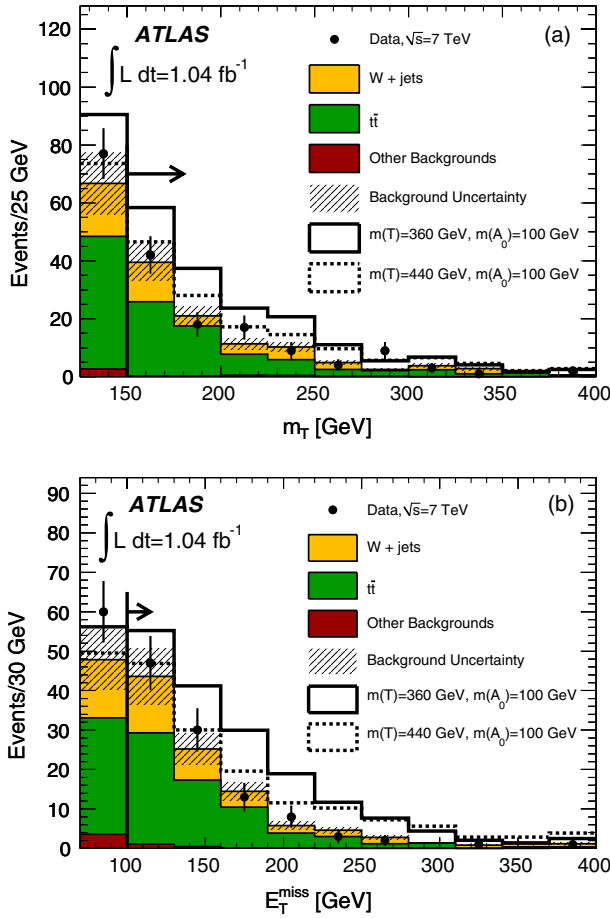 ATLAS
∫ L dt=1.04 fb⁻¹
(a)
Data,√s=7 TeV
W + jets
tt̄
Other Backgrounds
Background Uncertainty
m(T)=360 GeV, m(A₀)=100 GeV
m(T)=440 GeV, m(A₀)=100 GeV
Events/25 GeV
120
100
80
60
40
20
0
150 200 250 300 350 400
m_T [GeV]
ATLAS
∫ L dt=1.04 fb⁻¹
(b)
Data,√s=7 TeV
W + jets
tt̄
Other Backgrounds
Background Uncertainty
m(T)=360 GeV, m(A₀)=100 GeV
m(T)=440 GeV, m(A₀)=100 GeV
Events/30 GeV
90
80
70
60
50
40
30
20
10
0
100 150 200 250 300 350 400
E_T^miss [GeV]